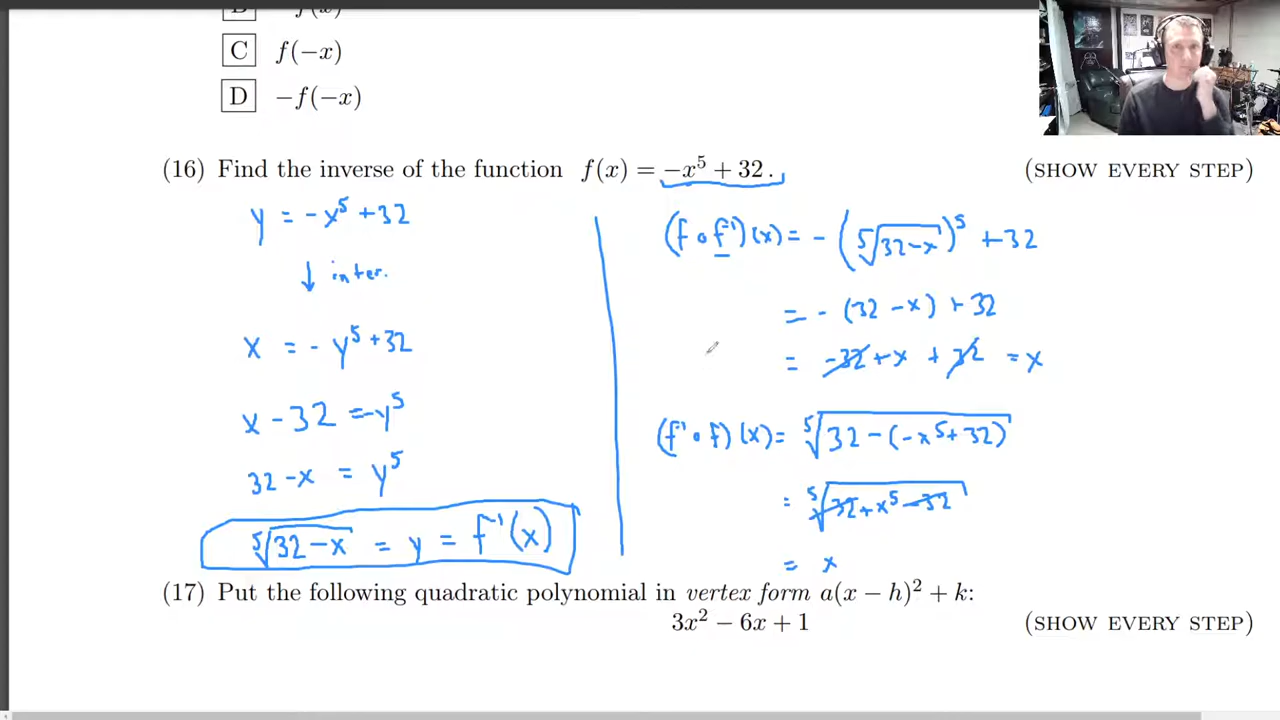 B −f(x)
C f(−x)
D −f(−x)
(16) Find the inverse of the function f(x) = −x⁵ + 32. (SHOW EVERY STEP)
y = −x⁵ +32
↓ inter.
x = − y⁵ +32
x − 32 = −y⁵
32 − x = y⁵
⁵√(32−x) = y = f⁻¹(x)
(f ∘ f⁻¹)(x) = − (⁵√(32−x))⁵ + 32
= − (32 − x) + 32
= −32 + x + 32 = x
(f⁻¹ ∘ f)(x) = ⁵√(32 − (−x⁵ + 32))
= ⁵√(32 + x⁵ − 32)
= x
(17) Put the following quadratic polynomial in vertex form a(x − h)² + k:
3x² − 6x + 1 (SHOW EVERY STEP)